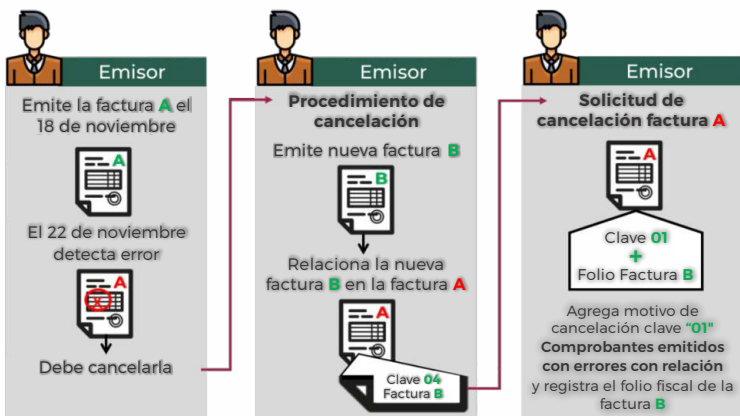 Emisor
Emite la factura A el
18 de noviembre
A
El 22 de noviembre
detecta error
A
X
Debe cancelarla
Emisor
Procedimiento de
cancelación
Emite nueva factura B
B
Relaciona la nueva
factura B en la factura A
A
Clave 04
Factura B
Emisor
Solicitud de
cancelación factura A
A
Clave 01
+
Folio Factura B
Agrega motivo de
cancelación clave "01"
Comprobantes emitidos
con errores con relación
y registra el folio fiscal de la
factura B